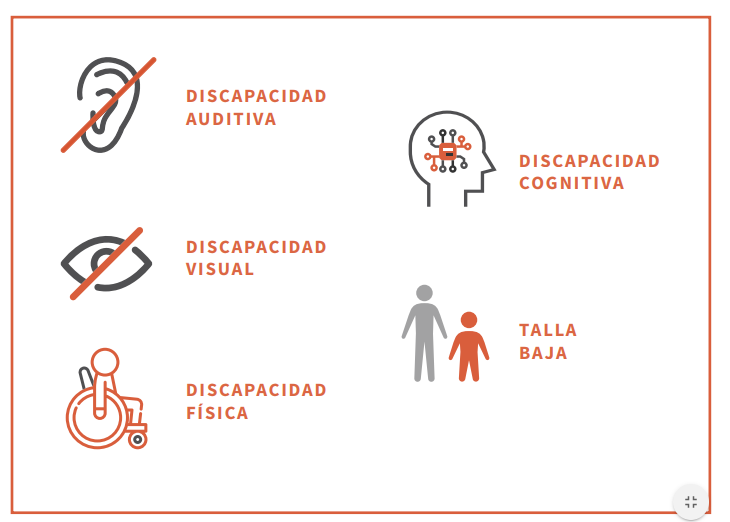 DISCAPACIDAD
AUDITIVA
DISCAPACIDAD
VISUAL
DISCAPACIDAD
FÍSICA
DISCAPACIDAD
COGNITIVA
TALLA
BAJA